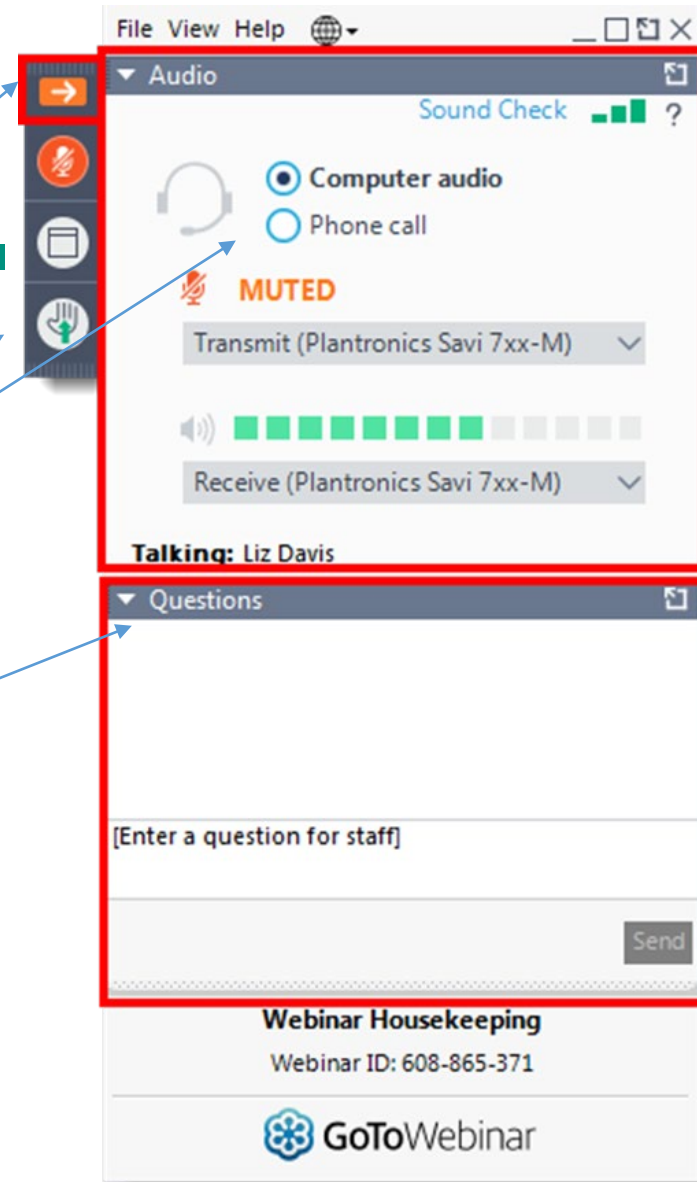 File View Help
Audio
Sound Check ?
Computer audio
Phone call
MUTED
Transmit (Plantronics Savi 7xx-M)
Receive (Plantronics Savi 7xx-M)
Talking: Liz Davis
Questions
[Enter a question for staff]
Send
Webinar Housekeeping
Webinar ID: 608-865-371
GoToWebinar